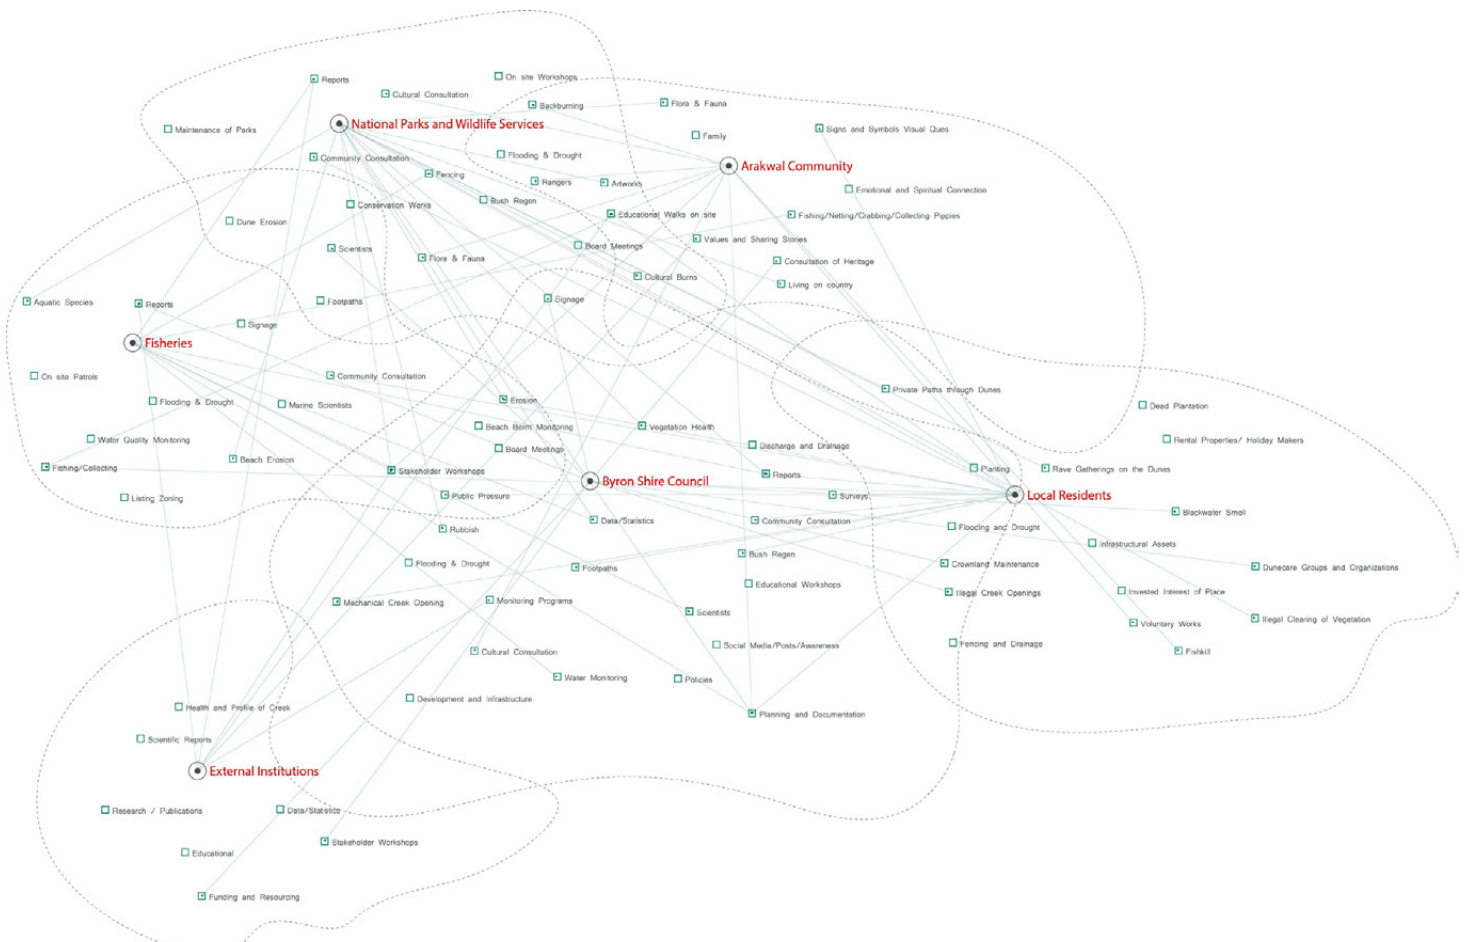 On site Workshops
Reports
Cultural Consultation
Backburning
Flora & Fauna
National Parks and Wildlife Services
Maintenance of Parks
Signs and Symbols Visual Ques
Family
Community Consultation
Flooding & Drought
Arakwal Community
Fencing
Rangers
Artworks
Emotional and Spiritual Connection
Conservation Works
Bush Regen
Educational Walks on site
Fishing/Netting/Crabbing/Collecting Pippies
Dune Erosion
Scientists
Board Meetings
Values and Sharing Stories
Flora & Fauna
Consultation of Heritage
Cultural Burns
Living on country
Aquatic Species
Reports
Footpaths
Signage
Signage
Fisheries
On site Patrols
Community Consultation
Private Paths through Dunes
Flooding & Drought
Marine Scientists
Erosion
Dead Plantation
Beach Berm Monitoring
Vegetation Health
Water Quality Monitoring
Rental Properties/ Holiday Makers
Board Meetings
Discharge and Drainage
Beach Erosion
Fishing/Collecting
Stakeholder Workshops
Reports
Planting
Rave Gatherings on the Dunes
Byron Shire Council
Listing Zoning
Public Pressure
Surveys
Local Residents
Blackwater Smell
Rubbish
Data/Statistics
Community Consultation
Flooding and Drought
Infrastructural Assets
Flooding & Drought
Footpaths
Bush Regen
Crownland Maintenance
Dunecare Groups and Organizations
Educational Workshops
Illegal Creek Openings
Invested Interest of Place
Mechanical Creek Opening
Monitoring Programs
Scientists
Voluntary Works
Illegal Clearing of Vegetation
Social Media/Posts/Awareness
Fencing and Drainage
Cultural Consultation
Fishkill
Water Monitoring
Policies
Development and Infrastructure
Health and Profile of Creek
Planning and Documentation
Scientific Reports
External Institutions
Research / Publications
Data/Statistics
Stakeholder Workshops
Educational
Funding and Resourcing